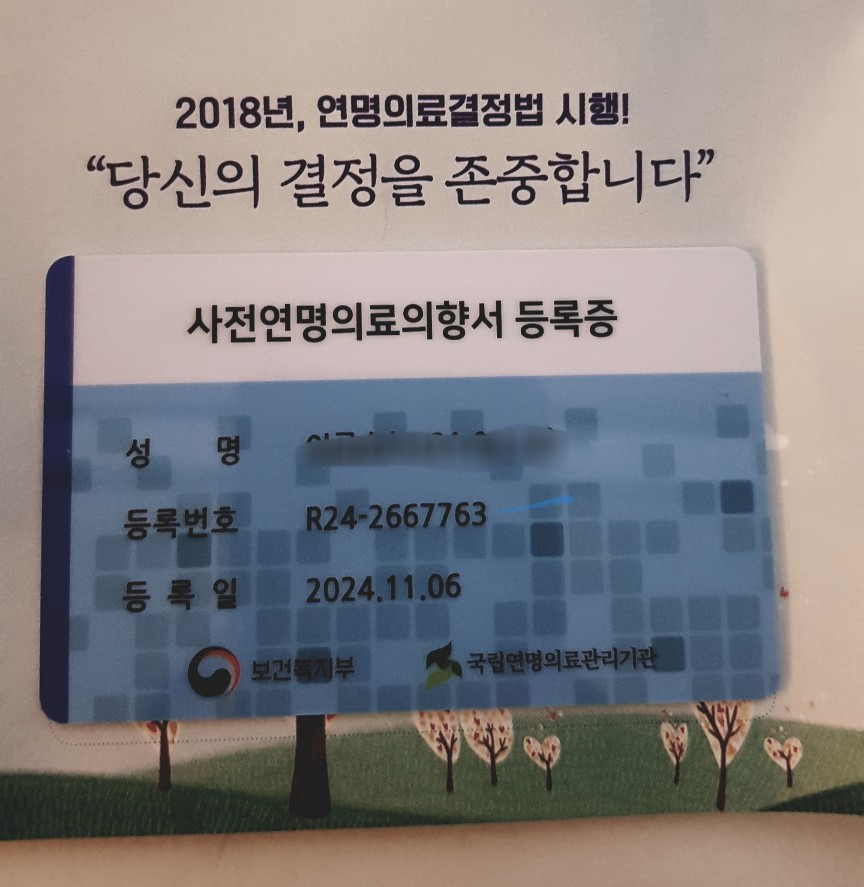 2018년, 연명의료결정법 시행!
“당신의 결정을 존중합니다”
사전연명의료의향서 등록증
성 명
등록번호 R24-2667763
등 록 일 2024.11.06
보건복지부 국립연명의료관리기관